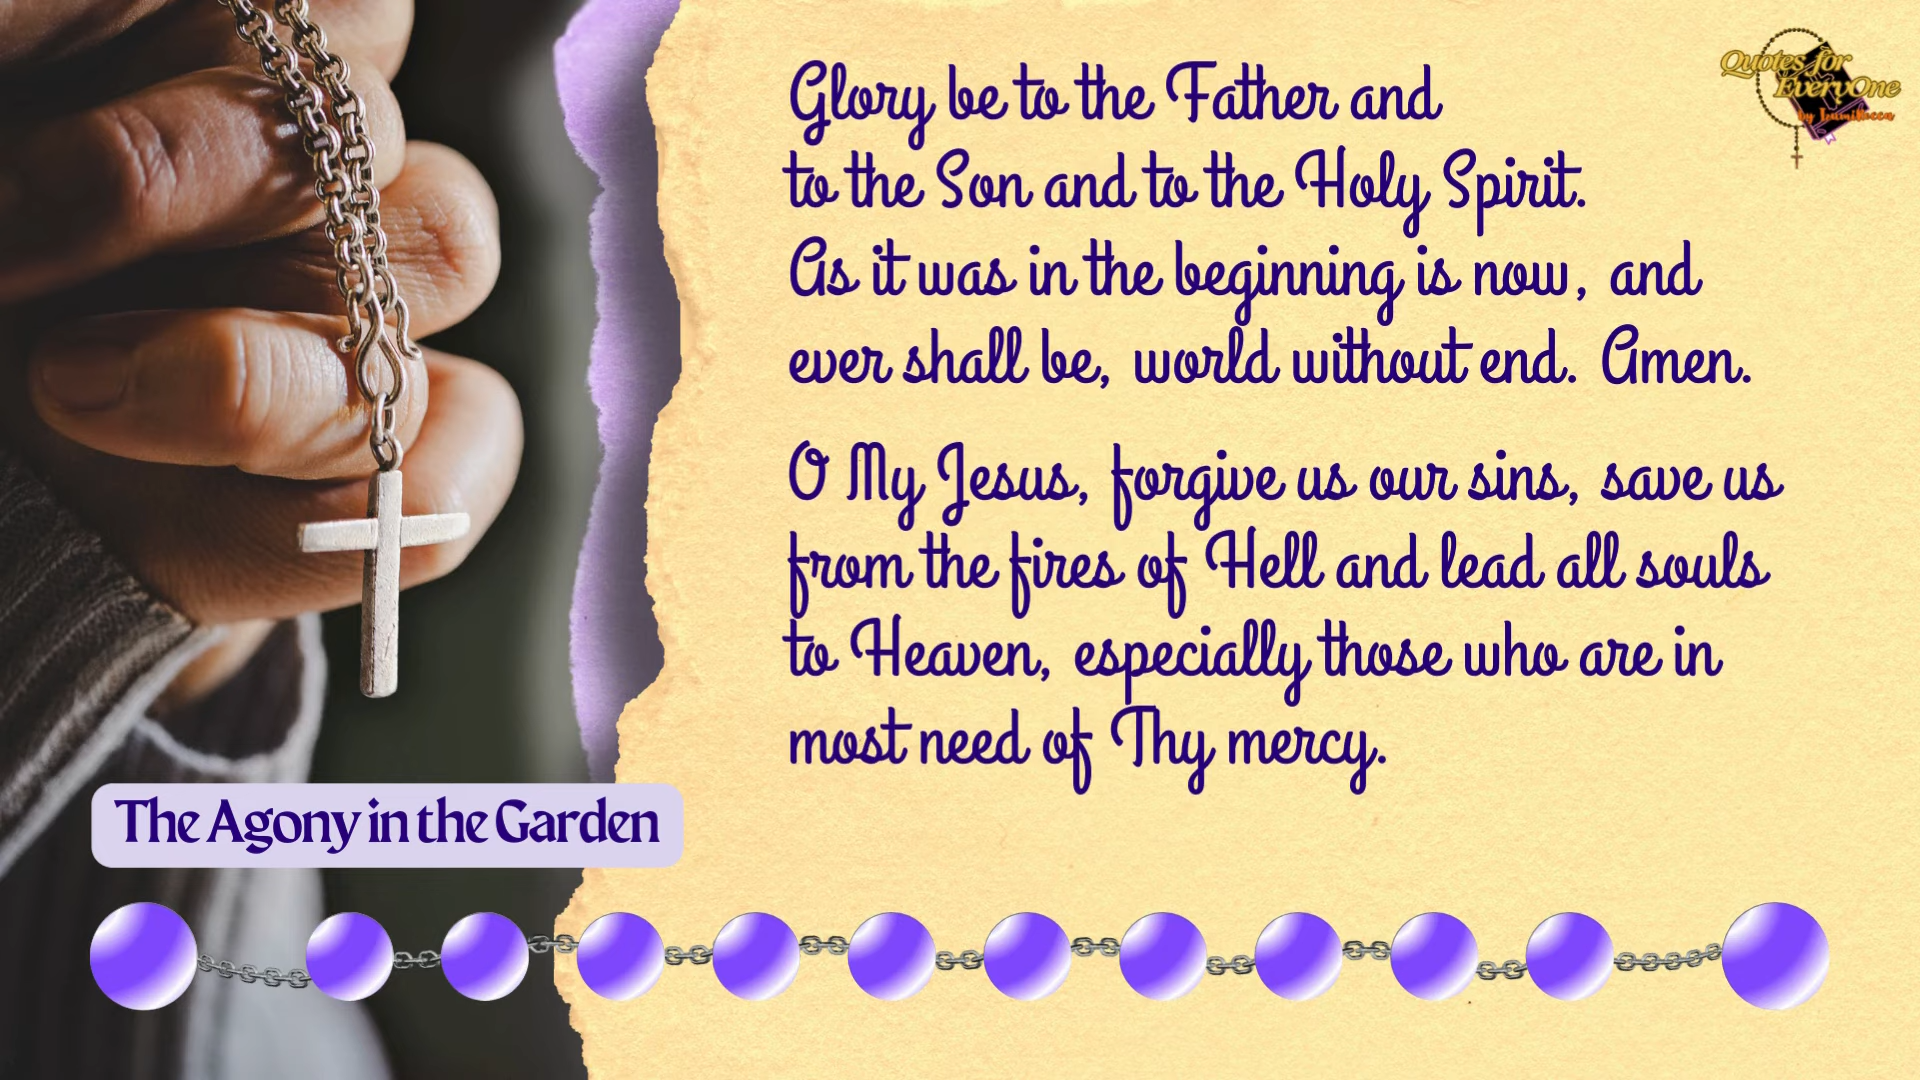 Glory be to the Father and
to the Son and to the Holy Spirit.
As it was in the beginning is now, and
ever shall be, world without end. Amen.
O My Jesus, forgive us our sins, save us
from the fires of Hell and lead all souls
to Heaven, especially those who are in
most need of Thy mercy.
The Agony in the Garden
Quotes for
EveryOne
by